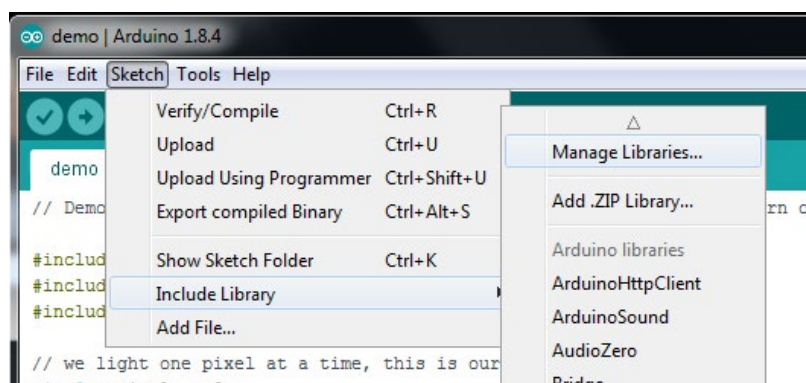 demo | Arduino 1.8.4
File Edit Sketch Tools Help
demo
Verify/Compile Ctrl+R
Upload Ctrl+U
Upload Using Programmer Ctrl+Shift+U
Export compiled Binary Ctrl+Alt+S
Show Sketch Folder Ctrl+K
Include Library
Add File...
Manage Libraries...
Add .ZIP Library...
Arduino libraries
ArduinoHttpClient
ArduinoSound
AudioZero
// Demo
#includ
#includ
#includ
// we light one pixel at a time, this is our